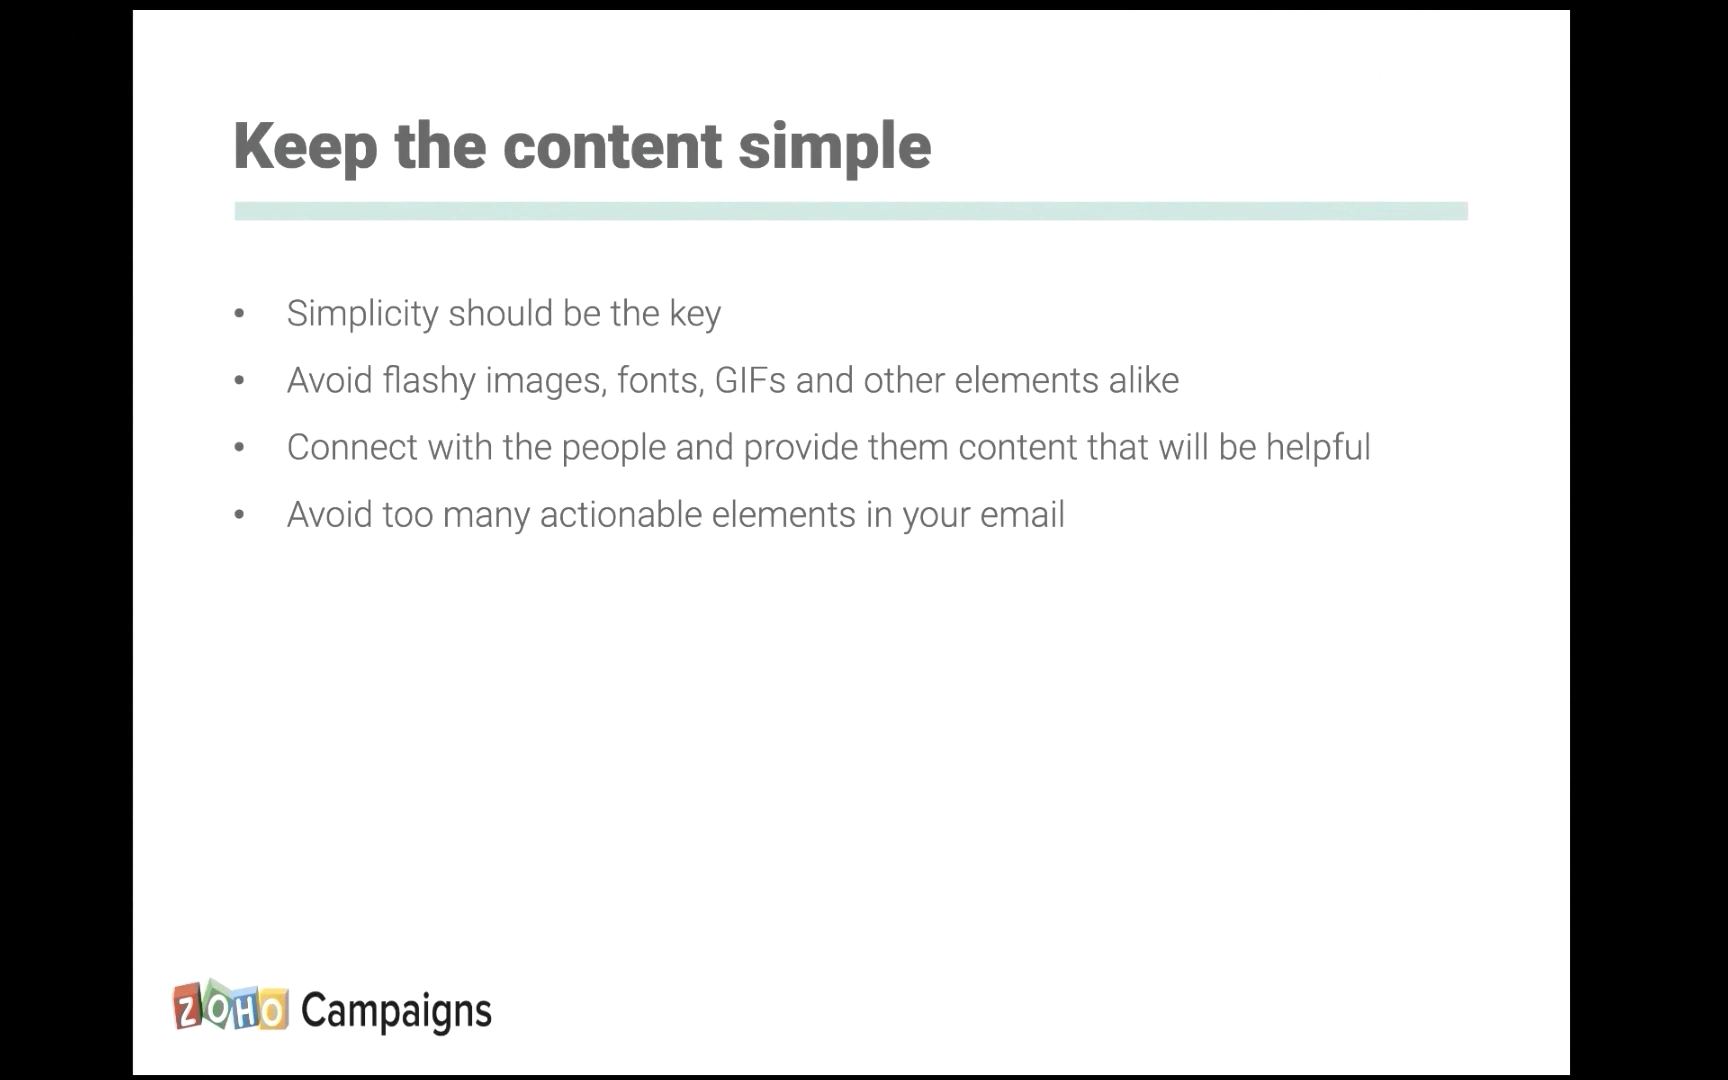 Keep the content simple
• Simplicity should be the key
• Avoid flashy images, fonts, GIFs and other elements alike
• Connect with the people and provide them content that will be helpful
• Avoid too many actionable elements in your email
ZOHO Campaigns